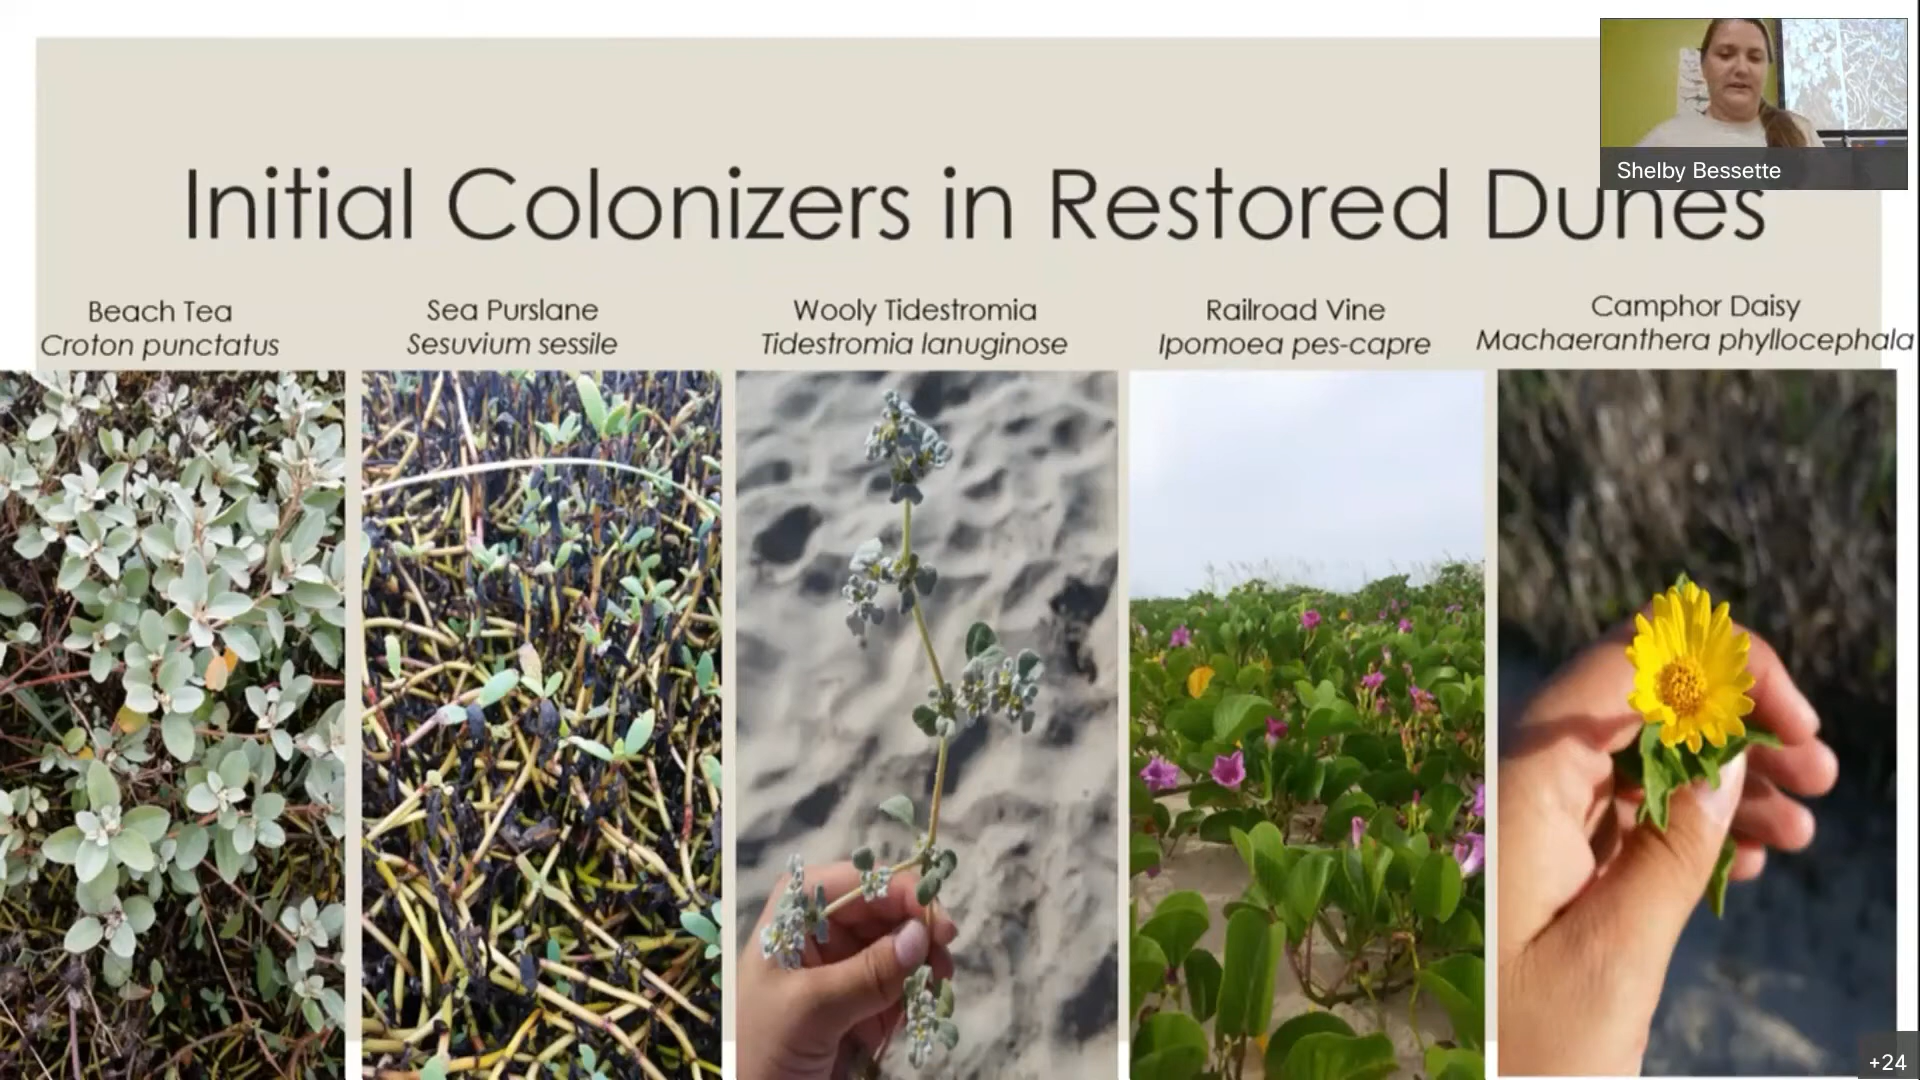 Shelby Bessette
Initial Colonizers in Restored Dunes
Beach Tea
Croton punctatus
Sea Purslane
Sesuvium sessile
Wooly Tidestromia
Tidestromia lanuginose
Railroad Vine
Ipomoea pes-capre
Camphor Daisy
Machaeranthera phyllocephala
+24